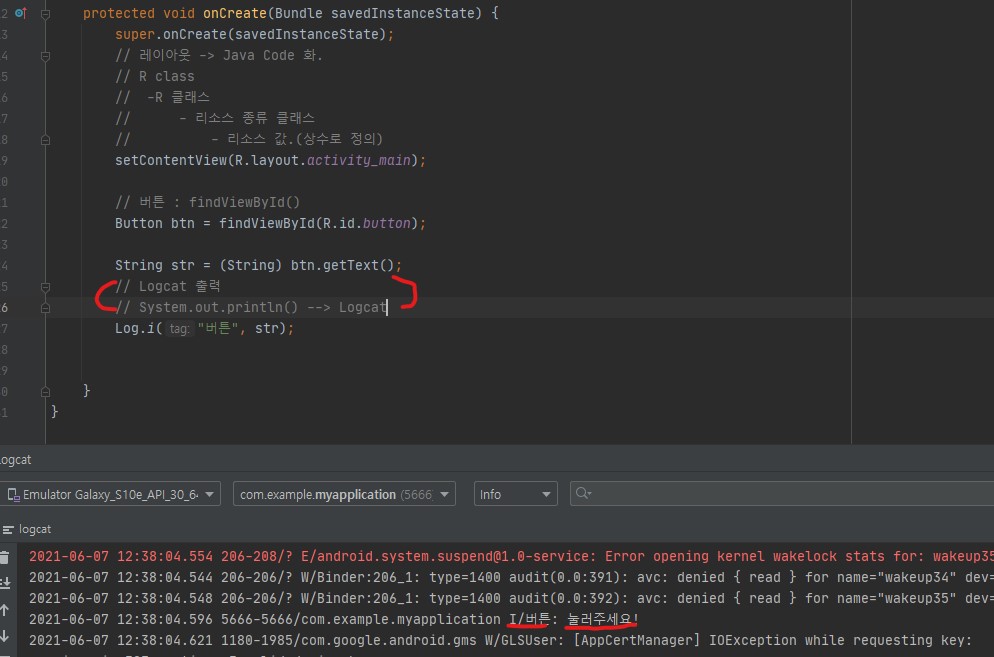 2 protected void onCreate(Bundle savedInstanceState) {
3 super.onCreate(savedInstanceState);
4 // 레이아웃 -> Java Code 화.
5 // R class
6 // -R 클래스
7 // - 리소스 종류 클래스
8 // - 리소스 값.(상수로 정의)
9 setContentView(R.layout.activity_main);
0
1 // 버튼 : findViewById()
2 Button btn = findViewById(R.id.button);
3
4 String str = (String) btn.getText();
5 // Logcat 출력
6 // System.out.println() --> Logcat
7 Log.i( tag: "버튼", str);
8
9
0 }
1 }
ogcat
Emulator Galaxy_S10e_API_30_64 com.example.myapplication (5666 Info
logcat
2021-06-07 12:38:04.554 206-208/? E/android.system.suspend@1.0-service: Error opening kernel wakelock stats for: wakeup35
2021-06-07 12:38:04.544 206-206/? W/Binder:206_1: type=1400 audit(0.0:391): avc: denied { read } for name="wakeup34" dev=
2021-06-07 12:38:04.548 206-206/? W/Binder:206_1: type=1400 audit(0.0:392): avc: denied { read } for name="wakeup35" dev=
2021-06-07 12:38:04.596 5666-5666/com.example.myapplication I/버튼: 눌러주세요!
2021-06-07 12:38:04.621 1180-1985/com.google.android.gms W/GLSUser: [AppCertManager] IOException while requesting key: